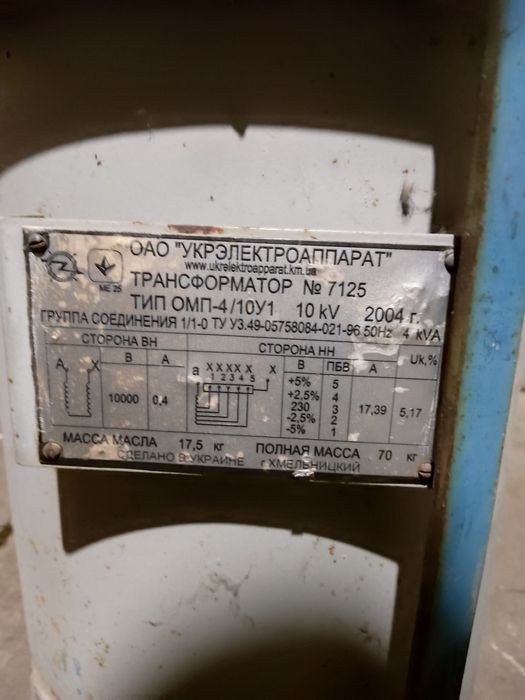 ОАО "УКРЭЛЕКТРОАППАРАТ"
www.ukrelektroapparat.km.ua
МЕ 25
ТРАНСФОРМАТОР № 7125
ТИП ОМП-4/10У1 10 kV 2004 г.
ГРУППА СОЕДИНЕНИЯ 1/1-0 ТУ У3.49-05758084-021-96 50Hz 4 kVA
СТОРОНА ВН СТОРОНА НН Uк,%
А Х В А a X X X X X x В ПБВ А
1 2 3 4 5
10000 0,4
+5% 5
+2,5% 4
230 3
-2,5% 2
-5% 1
17,39 5,17
МАССА МАСЛА 17,5 кг ПОЛНАЯ МАССА 70 кг
СДЕЛАНО В УКРАИНЕ г.ХМЕЛЬНИЦКИЙ